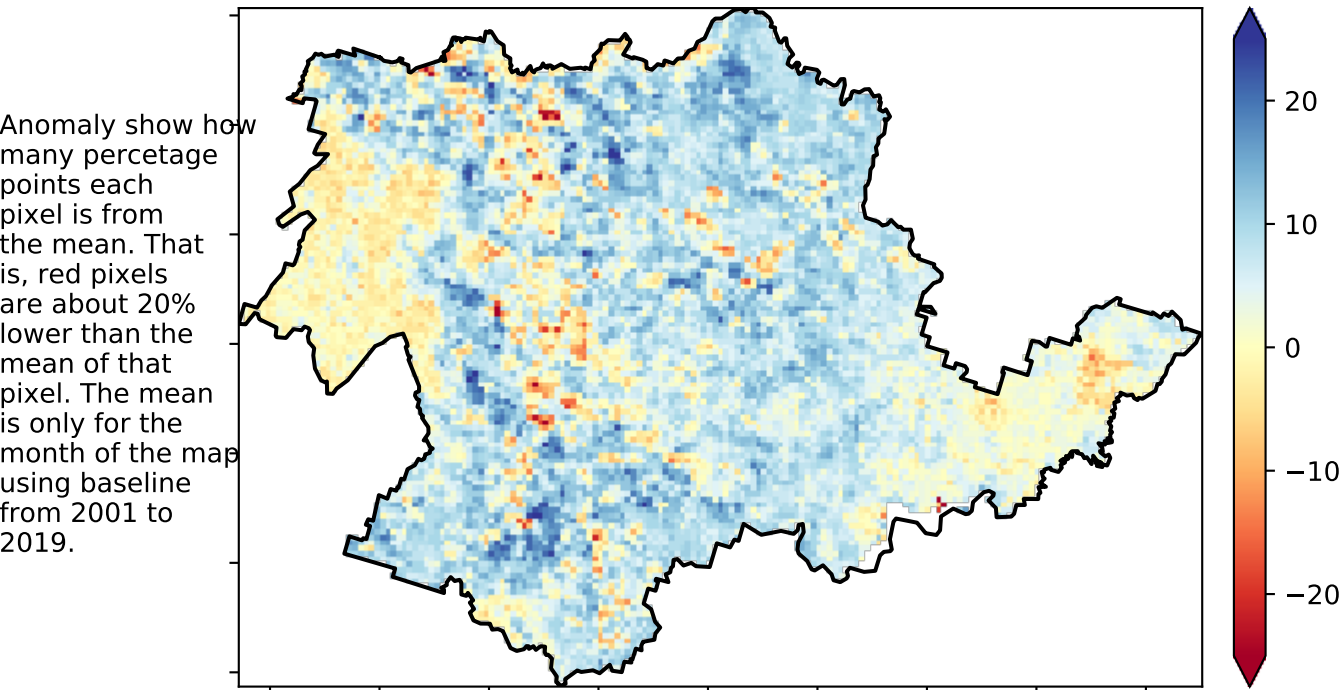 Anomaly show how
many percetage
points each
pixel is from
the mean. That
is, red pixels
are about 20%
lower than the
mean of that
pixel. The mean
is only for the
month of the map
using baseline
from 2001 to
2019.
20
10
0
−10
−20